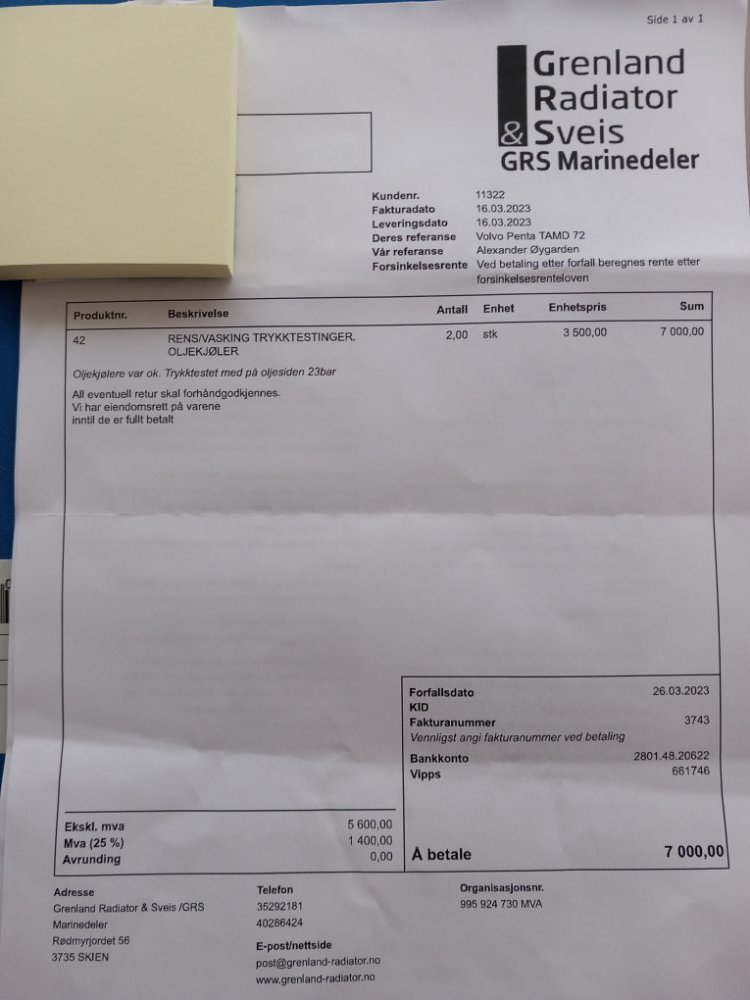 Side 1 av 1
Grenland
Radiator
& Sveis
GRS Marinedeler
Kundenr. 11322
Fakturadato 16.03.2023
Leveringsdato 16.03.2023
Deres referanse Volvo Penta TAMD 72
Vår referanse Alexander Øygarden
Forsinkelsesrente Ved betaling etter forfall beregnes rente etter
forsinkelsesrenteloven
Produktnr. Beskrivelse Antall Enhet Enhetspris Sum
42 RENS/VASKING TRYKKTESTINGER. 2,00 stk 3 500,00 7 000,00
OLJEKJØLER
Oljekjølere var ok. Trykktestet med på oljesiden 23bar
All eventuell retur skal forhåndgodkjennes.
Vi har eiendomsrett på varene
inntil de er fullt betalt
Forfallsdato 26.03.2023
KID
Fakturanummer 3743
Vennligst angi fakturanummer ved betaling
Bankkonto 2801.48.20622
Vipps 661746
Ekskl. mva 5 600,00
Mva (25 %) 1 400,00
Avrunding 0,00
Å betale 7 000,00
Adresse
Grenland Radiator & Sveis /GRS
Marinedeler
Rødmyrjordet 56
3735 SKIEN
Telefon
35292181
40286424
E-post/nettside
post@grenland-radiator.no
www.grenland-radiator.no
Organisasjonsnr.
995 924 730 MVA